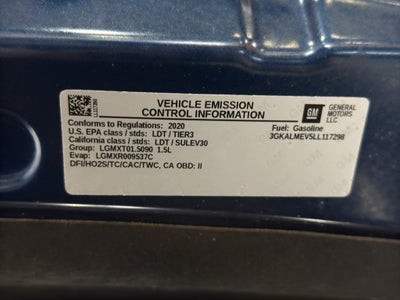 VEHICLE EMISSION
CONTROL INFORMATION
GM
GENERAL
MOTORS
LLC
Conforms to Regulations: 2020
Fuel: Gasoline
U.S. EPA class / stds: LDT / TIER3
3GKALMEV5LL117298
California class / stds: LDT / SULEV30
Group: LGMXT01.5090 1.5L
Evap: LGMXR009537C
DFI/HO2S/TC/CAC/TWC, CA OBD: II